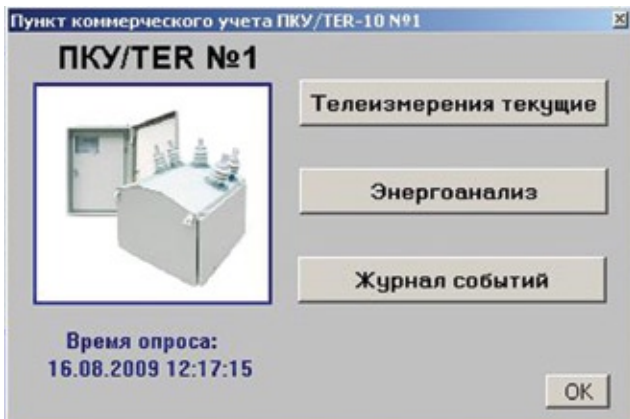 Пункт коммерческого учета ПКУ/TER-10 №1
ПКУ/TER №1
Телеизмерения текущие
Энергоанализ
Журнал событий
Время опроса:
16.08.2009 12:17:15
OK